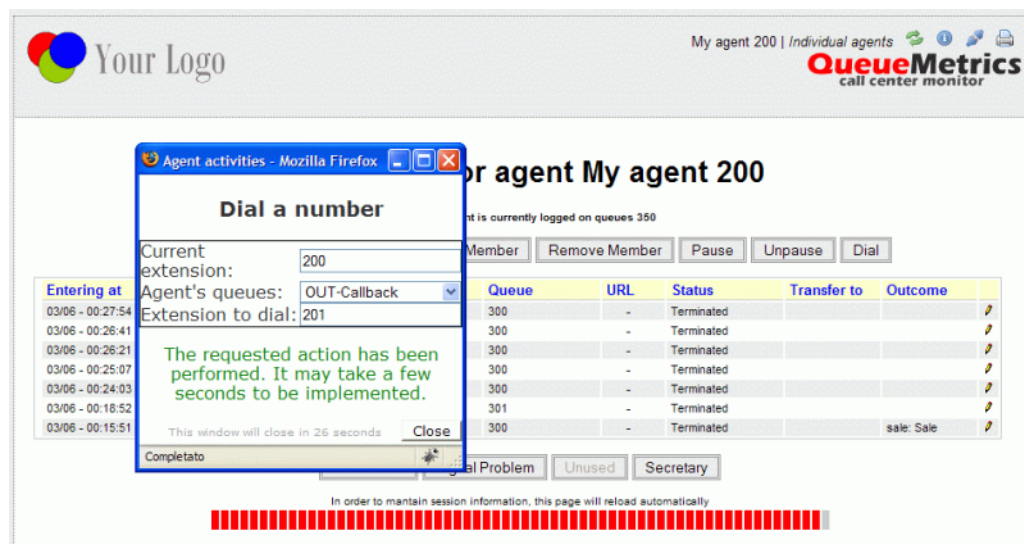 Your Logo
My agent 200 | Individual agents
QueueMetrics
call center monitor
Agent activities - Mozilla Firefox
Dial a number
Current extension: 200
Agent's queues: OUT-Callback
Extension to dial: 201
The requested action has been
performed. It may take a few
seconds to be implemented.
This window will close in 26 seconds Close
Completato
agent My agent 200
is currently logged on queues 350
Member Remove Member Pause Unpause Dial
Entering at Queue URL Status Transfer to Outcome
03/06 - 00:27:54 300 - Terminated
03/06 - 00:26:41 300 - Terminated
03/06 - 00:26:21 300 - Terminated
03/06 - 00:25:07 300 - Terminated
03/06 - 00:24:03 300 - Terminated
03/06 - 00:18:52 301 - Terminated
03/06 - 00:15:51 300 - Terminated sale: Sale
Problem Unused Secretary
In order to mantain session information, this page will reload automatically